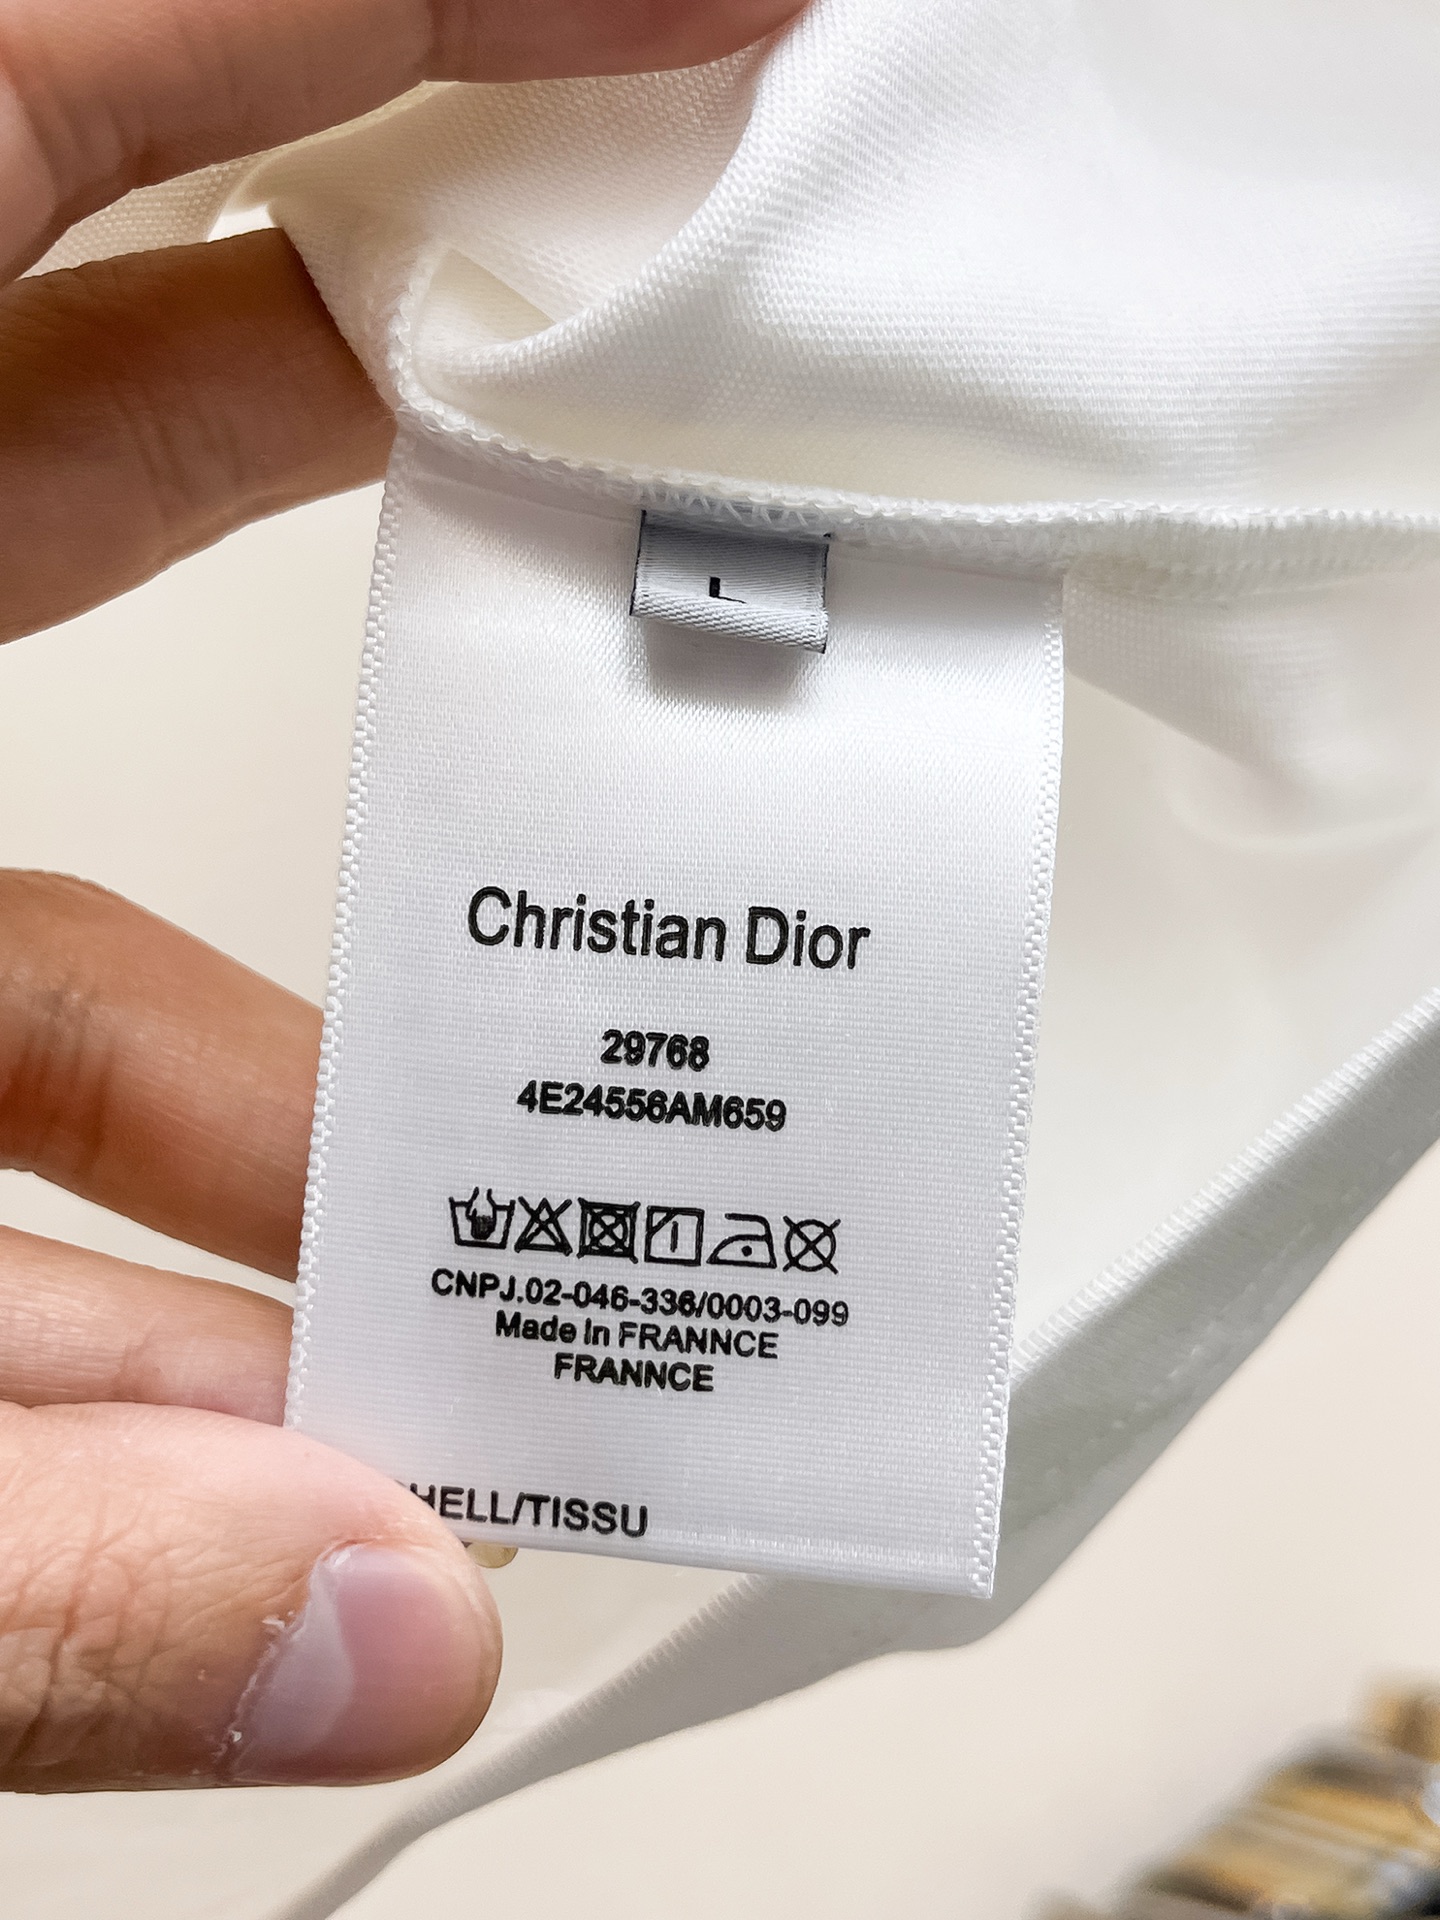 L
Christian Dior
29768
4E24556AM659
CNPJ.02-046-336/0003-099
Made In FRANNCE
FRANNCE
HELL/TISSU